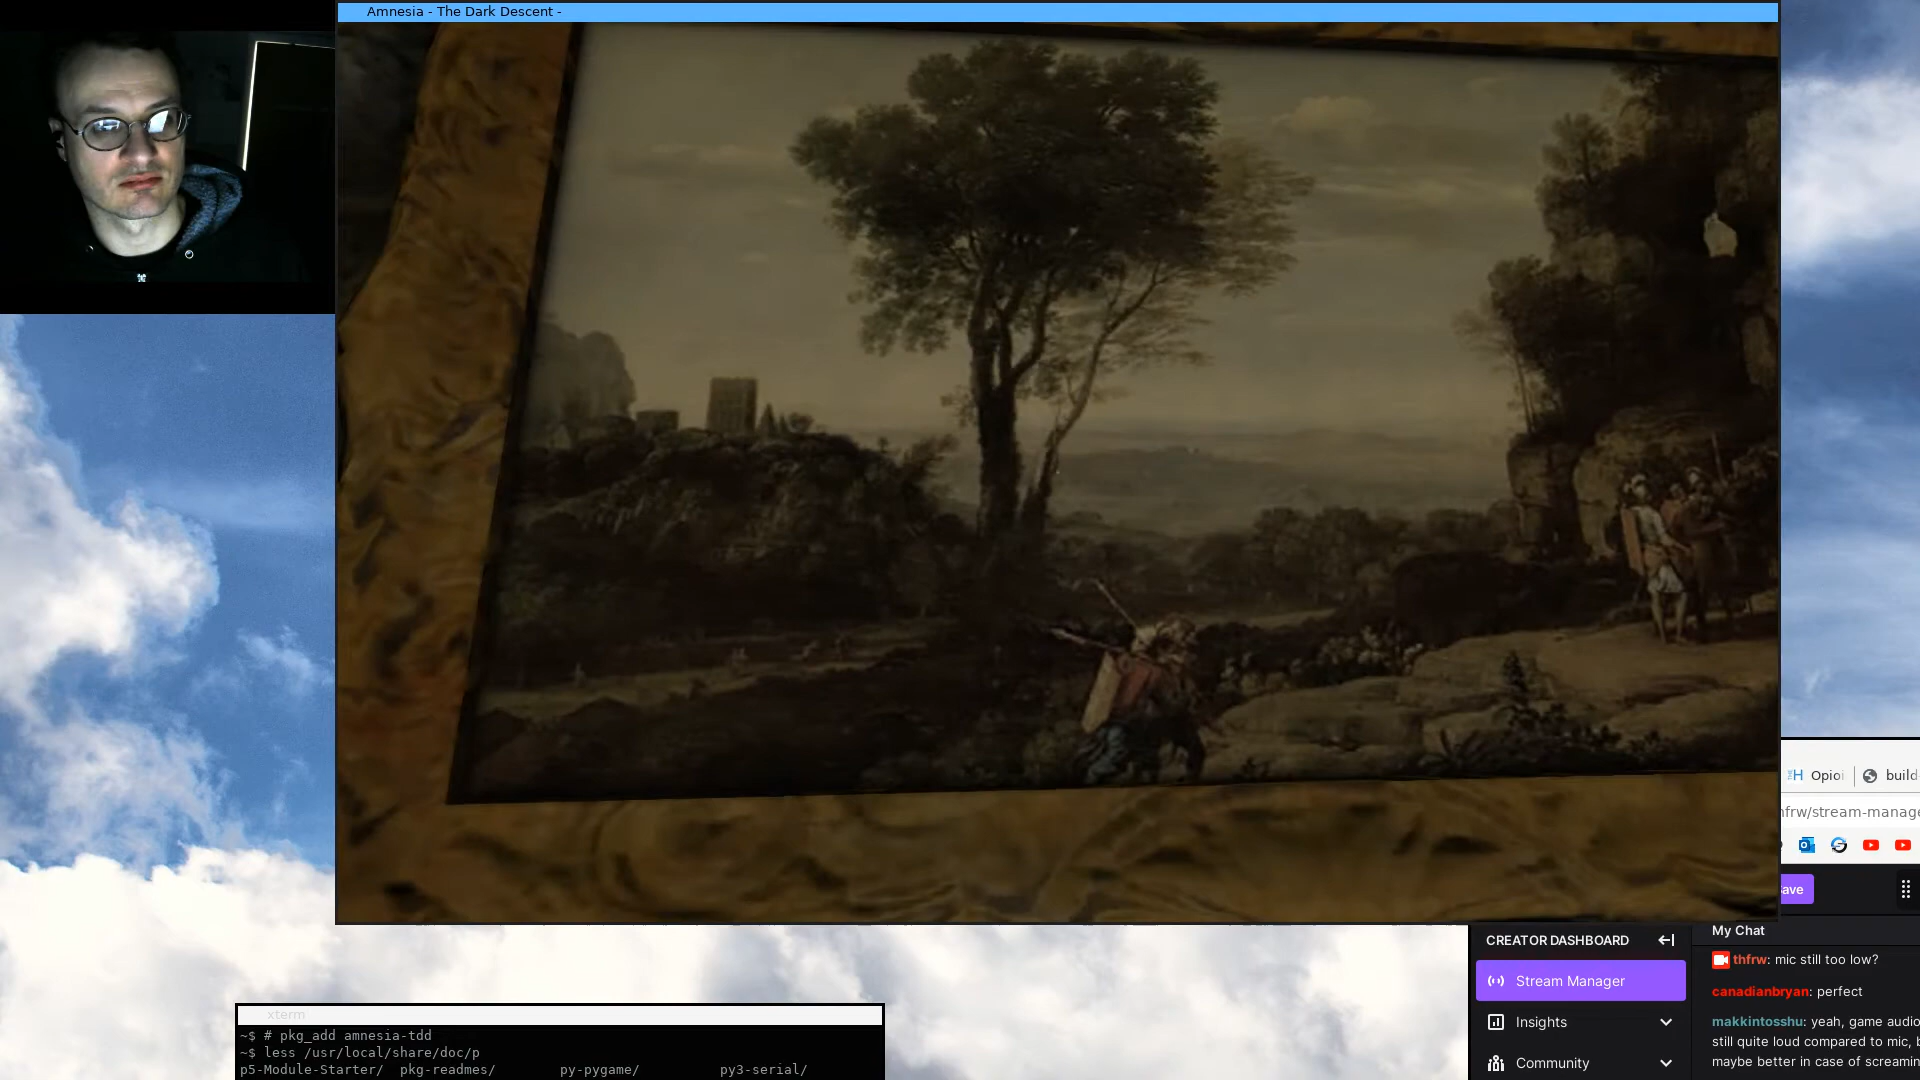 Amnesia - The Dark Descent -
Opioi
build
nfrw/stream-manage
ave
CREATOR DASHBOARD
My Chat
thfrw: mic still too low?
Stream Manager
canadianbryan: perfect
Insights
makkintosshu: yeah, game audio
still quite loud compared to mic, b
Community
maybe better in case of screamin
xterm
~$ # pkg_add amnesia-tdd
~$ less /usr/local/share/doc/p
p5-Module-Starter/ pkg-readmes/ py-pygame/ py3-serial/